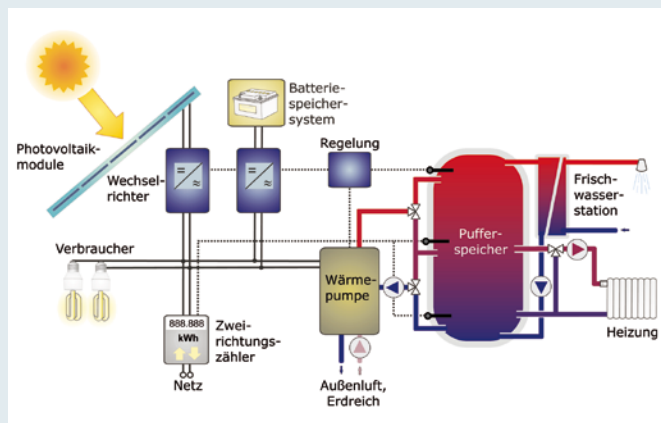 Batterie-
speicher-
system
Photovoltaik-
module
Wechsel-
richter
Regelung
Frisch-
wasser-
station
Puffer-
speicher
Verbraucher
Wärme-
pumpe
888.888
kWh
Zwei-
richtungs-
zähler
Netz
Außenluft,
Erdreich
Heizung